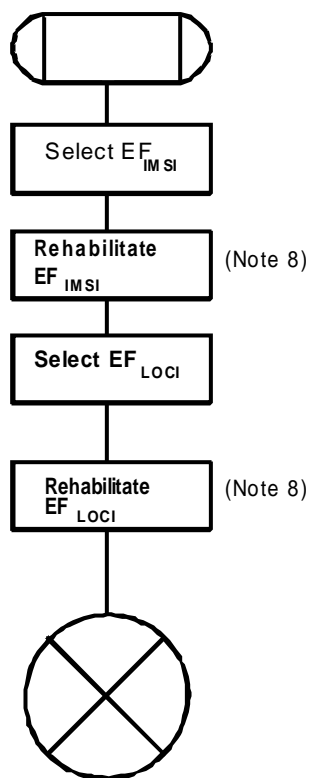 Select EF IMSI
Rehabilitate (Note 8)
EF IMSI
Select EF LOCI
Rehabilitate (Note 8)
EF LOCI